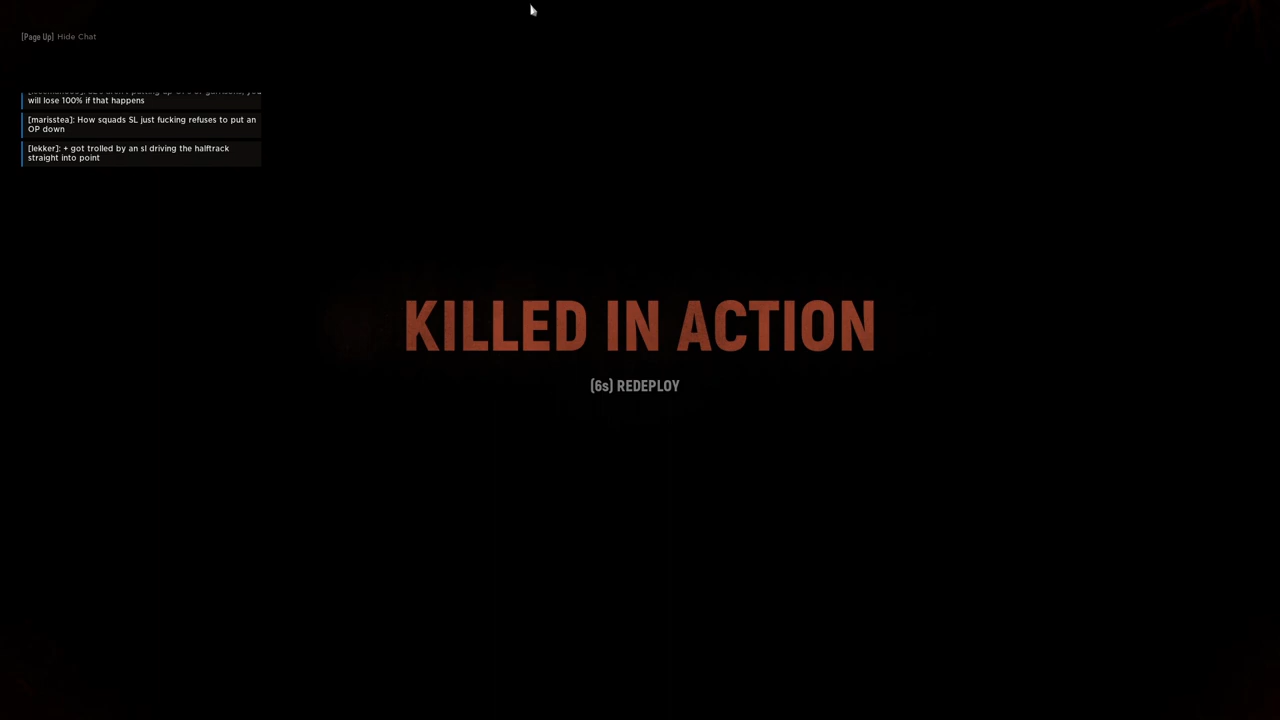 [Page Up] Hide Chat
will lose 100% if that happens
[marisstea]: How squads SL just fucking refuses to put an
OP down
[lekker]: + got trolled by an sl driving the halftrack
straight into point
KILLED IN ACTION
(6s) REDEPLOY